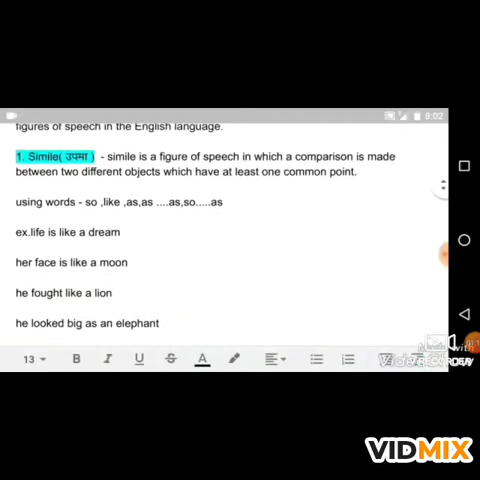 8:02
figures of speech in the English language.
1. Simile( उपमा ) - simile is a figure of speech in which a comparison is made
between two different objects which have at least one common point.
using words - so ,like ,as,as ....as,so.....as
ex.life is like a dream
her face is like a moon
he fought like a lion
he looked big as an elephant
13 B I U S A
with
RECORDER
VIDMIX